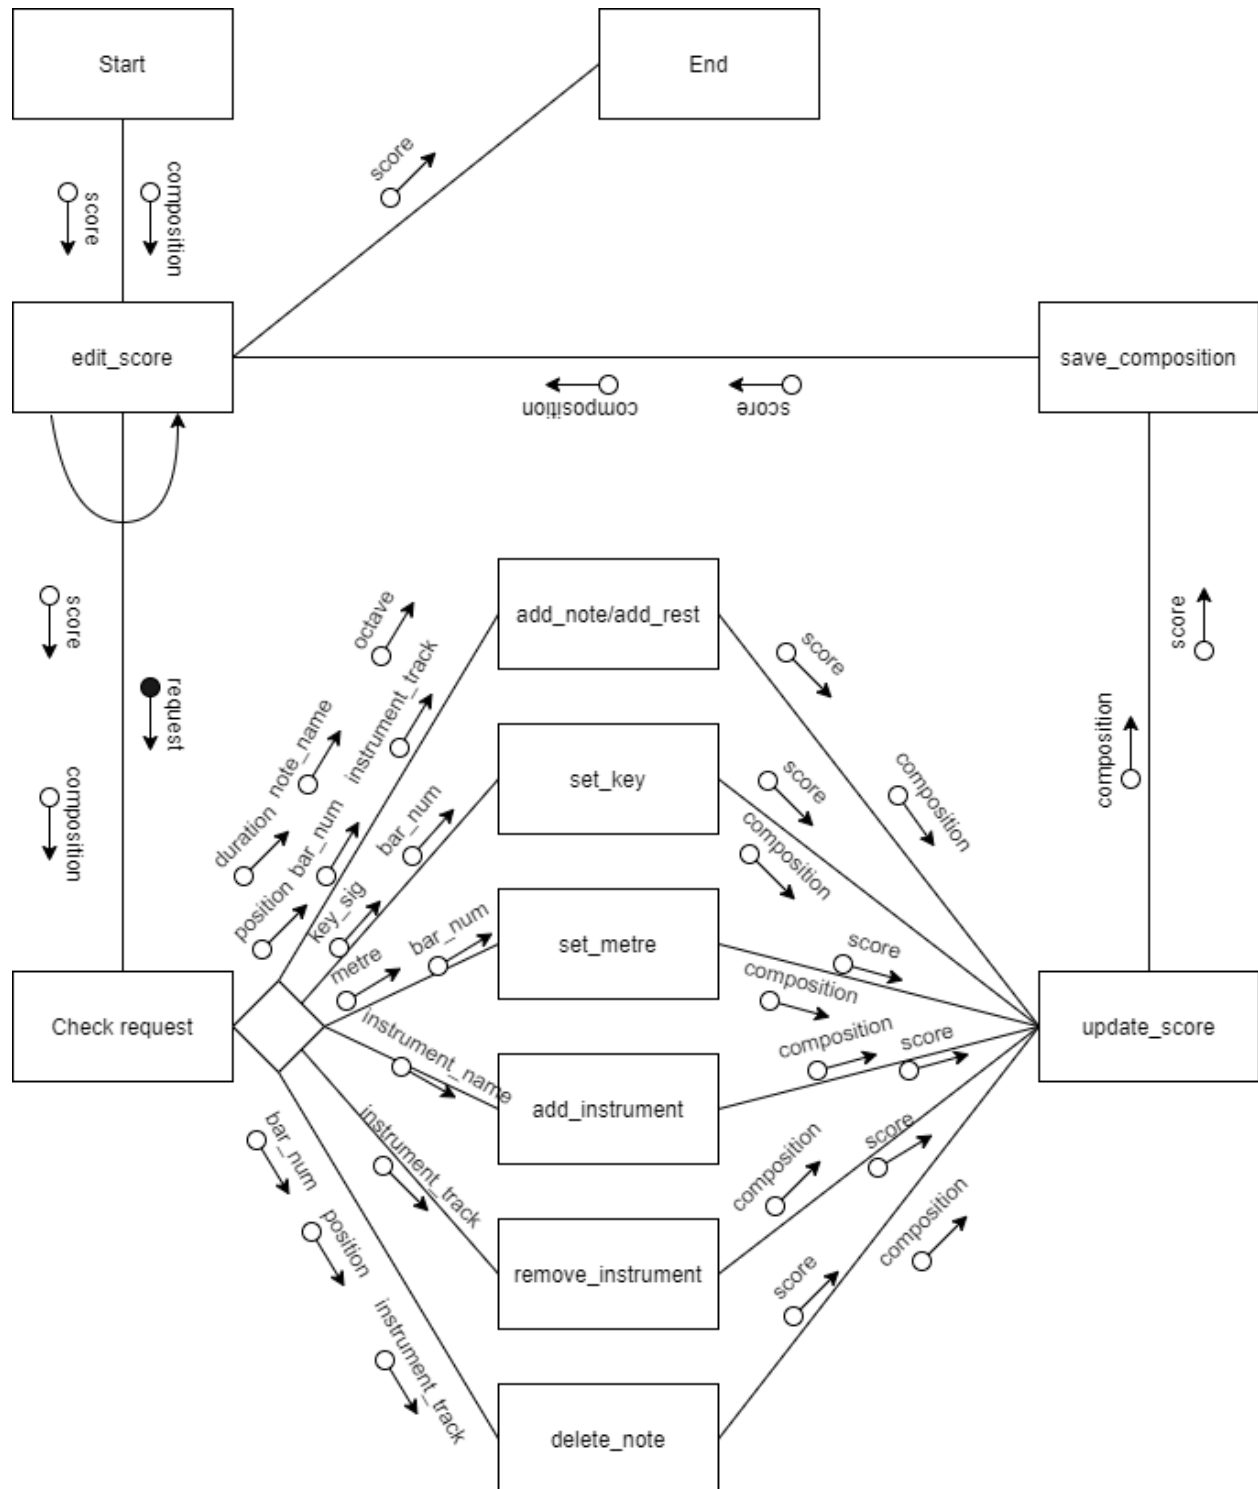 Start
End
score
composition
score
edit_score
save_composition
composition
score
score
request
composition
add_note/add_rest
octave
instrument_track
note_name
duration
bar_num
position
score
composition
score
composition
set_key
bar_num
key_sig
score
composition
set_metre
bar_num
metre
score
composition
Check request
update_score
instrument_name
add_instrument
composition
score
instrument_track
remove_instrument
composition
score
bar_num
position
instrument_track
delete_note
score
composition